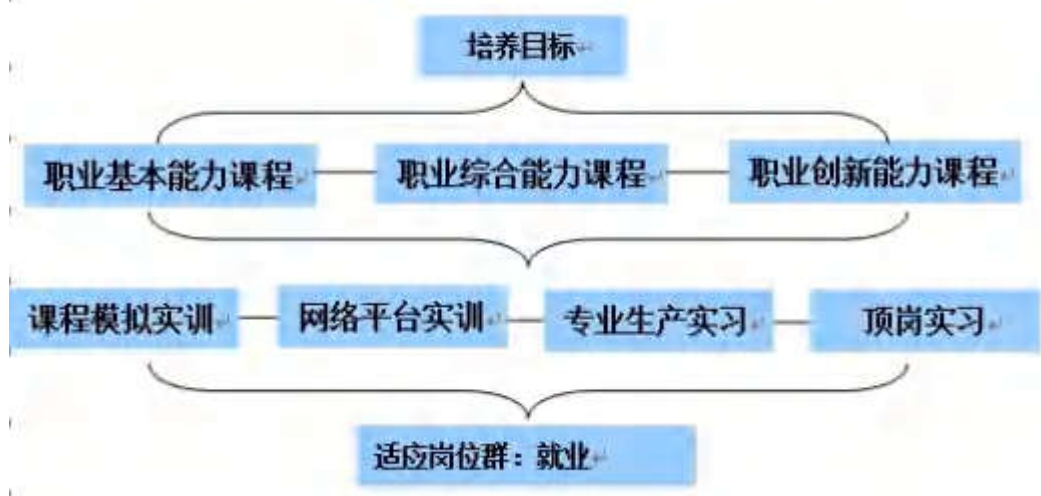 培养目标
职业基本能力课程 职业综合能力课程 职业创新能力课程
课程模拟实训 网络平台实训 专业生产实习 顶岗实习
适应岗位群：就业